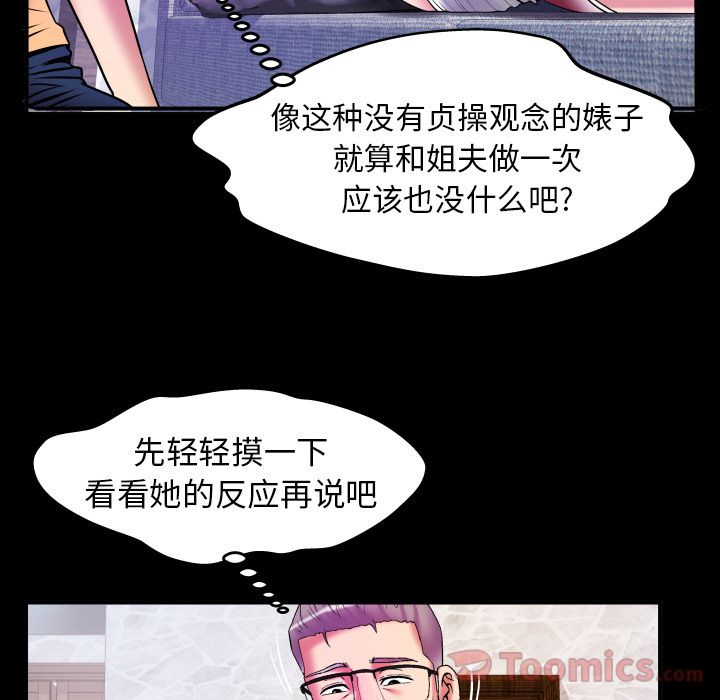 像这种没有贞操观念的婊子
就算和姐夫做一次
应该也没什么吧?
先轻轻摸一下
看看她的反应再说吧
Toomics.com